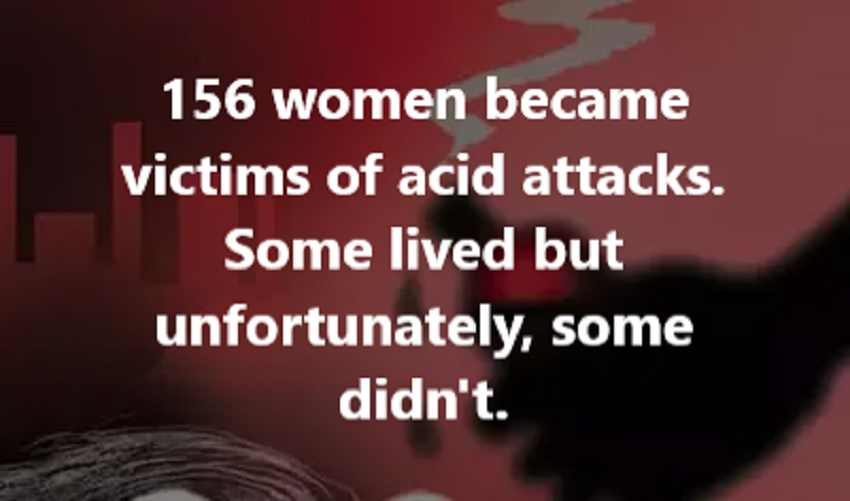 156 women became
victims of acid attacks.
Some lived but
unfortunately, some
didn't.